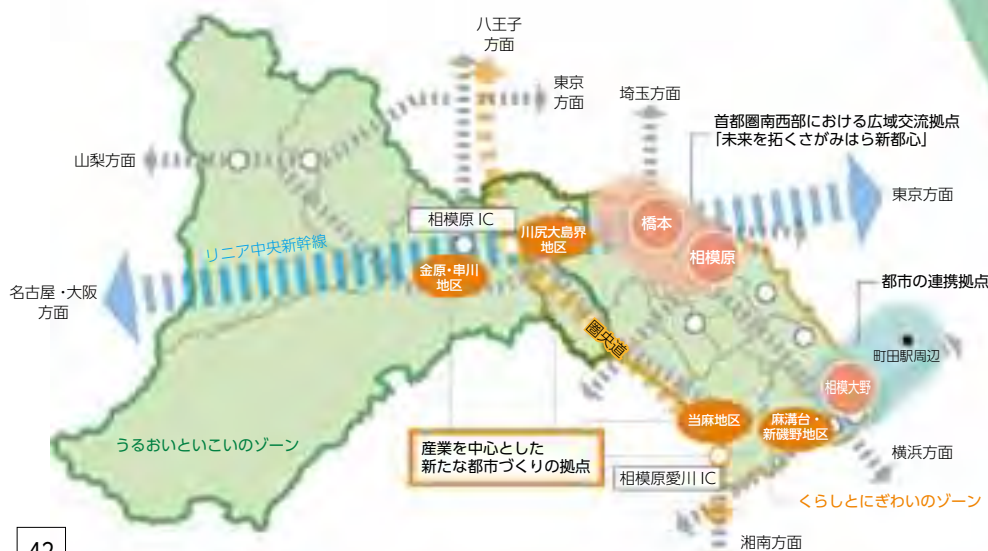 八王子
方面
東京
方面
埼玉方面
首都圏南西部における広域交流拠点
「未来を拓くさがみはら新都心」
山梨方面
東京方面
相模原 IC
川尻大島界
地区
橋本
相模原
リニア中央新幹線
金原・串川
地区
名古屋・大阪
方面
都市の連携拠点
圏央道
町田駅周辺
相模大野
うるおいといこいのゾーン
当麻地区
麻溝台・
新磯野地区
産業を中心とした
新たな都市づくりの拠点
相模原愛川 IC
横浜方面
くらしとにぎわいのゾーン
湘南方面
42